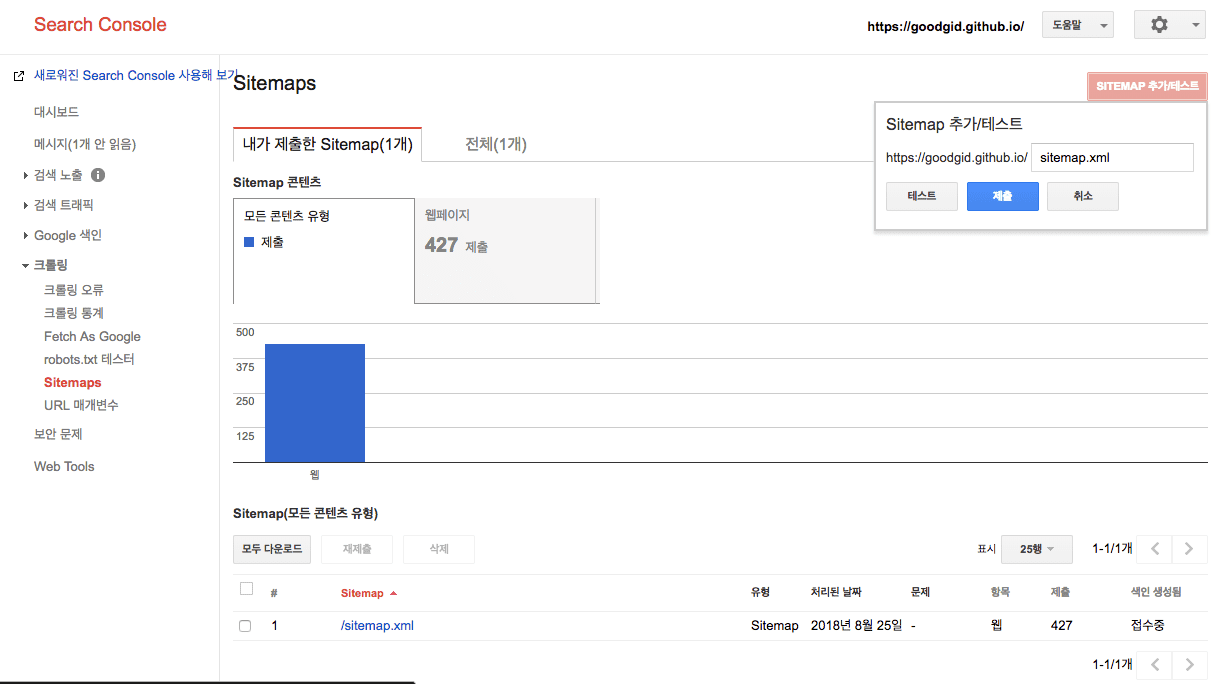 Search Console
https://goodgid.github.io/
도움말
새로워진 Search Console 사용해 보기
대시보드
메시지(1개 안 읽음)
검색 노출
검색 트래픽
Google 색인
크롤링
크롤링 오류
크롤링 통계
Fetch As Google
robots.txt 테스터
Sitemaps
URL 매개변수
보안 문제
Web Tools
Sitemaps
SITEMAP 추가/테스트
Sitemap 추가/테스트
https://goodgid.github.io/ sitemap.xml
테스트 제출 취소
내가 제출한 Sitemap(1개) 전체(1개)
Sitemap 콘텐츠
모든 콘텐츠 유형
제출
웹페이지
427 제출
500
375
250
125
웹
Sitemap(모든 콘텐츠 유형)
모두 다운로드 재제출 삭제 표시 25행 1-1/1개
# Sitemap 유형 처리된 날짜 문제 항목 제출 색인 생성됨
1 /sitemap.xml Sitemap 2018년 8월 25일 - 웹 427 접수중
1-1/1개